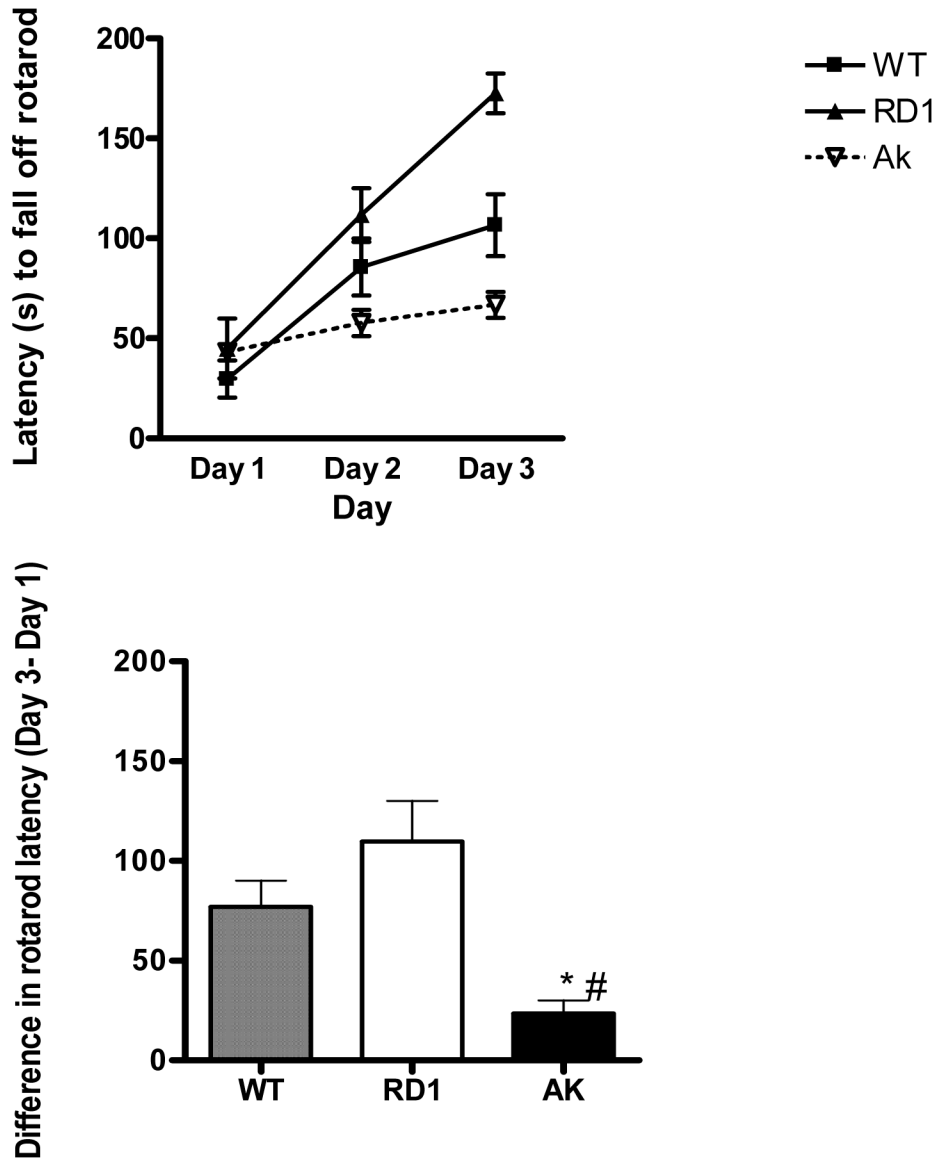 Latency (s) to fall off rotarod
200
150
100
50
0
Day 1 Day 2 Day 3
Day
WT
RD1
Ak
Difference in rotarod latency (Day 3- Day 1)
200
150
100
50
0
* #
WT RD1 AK